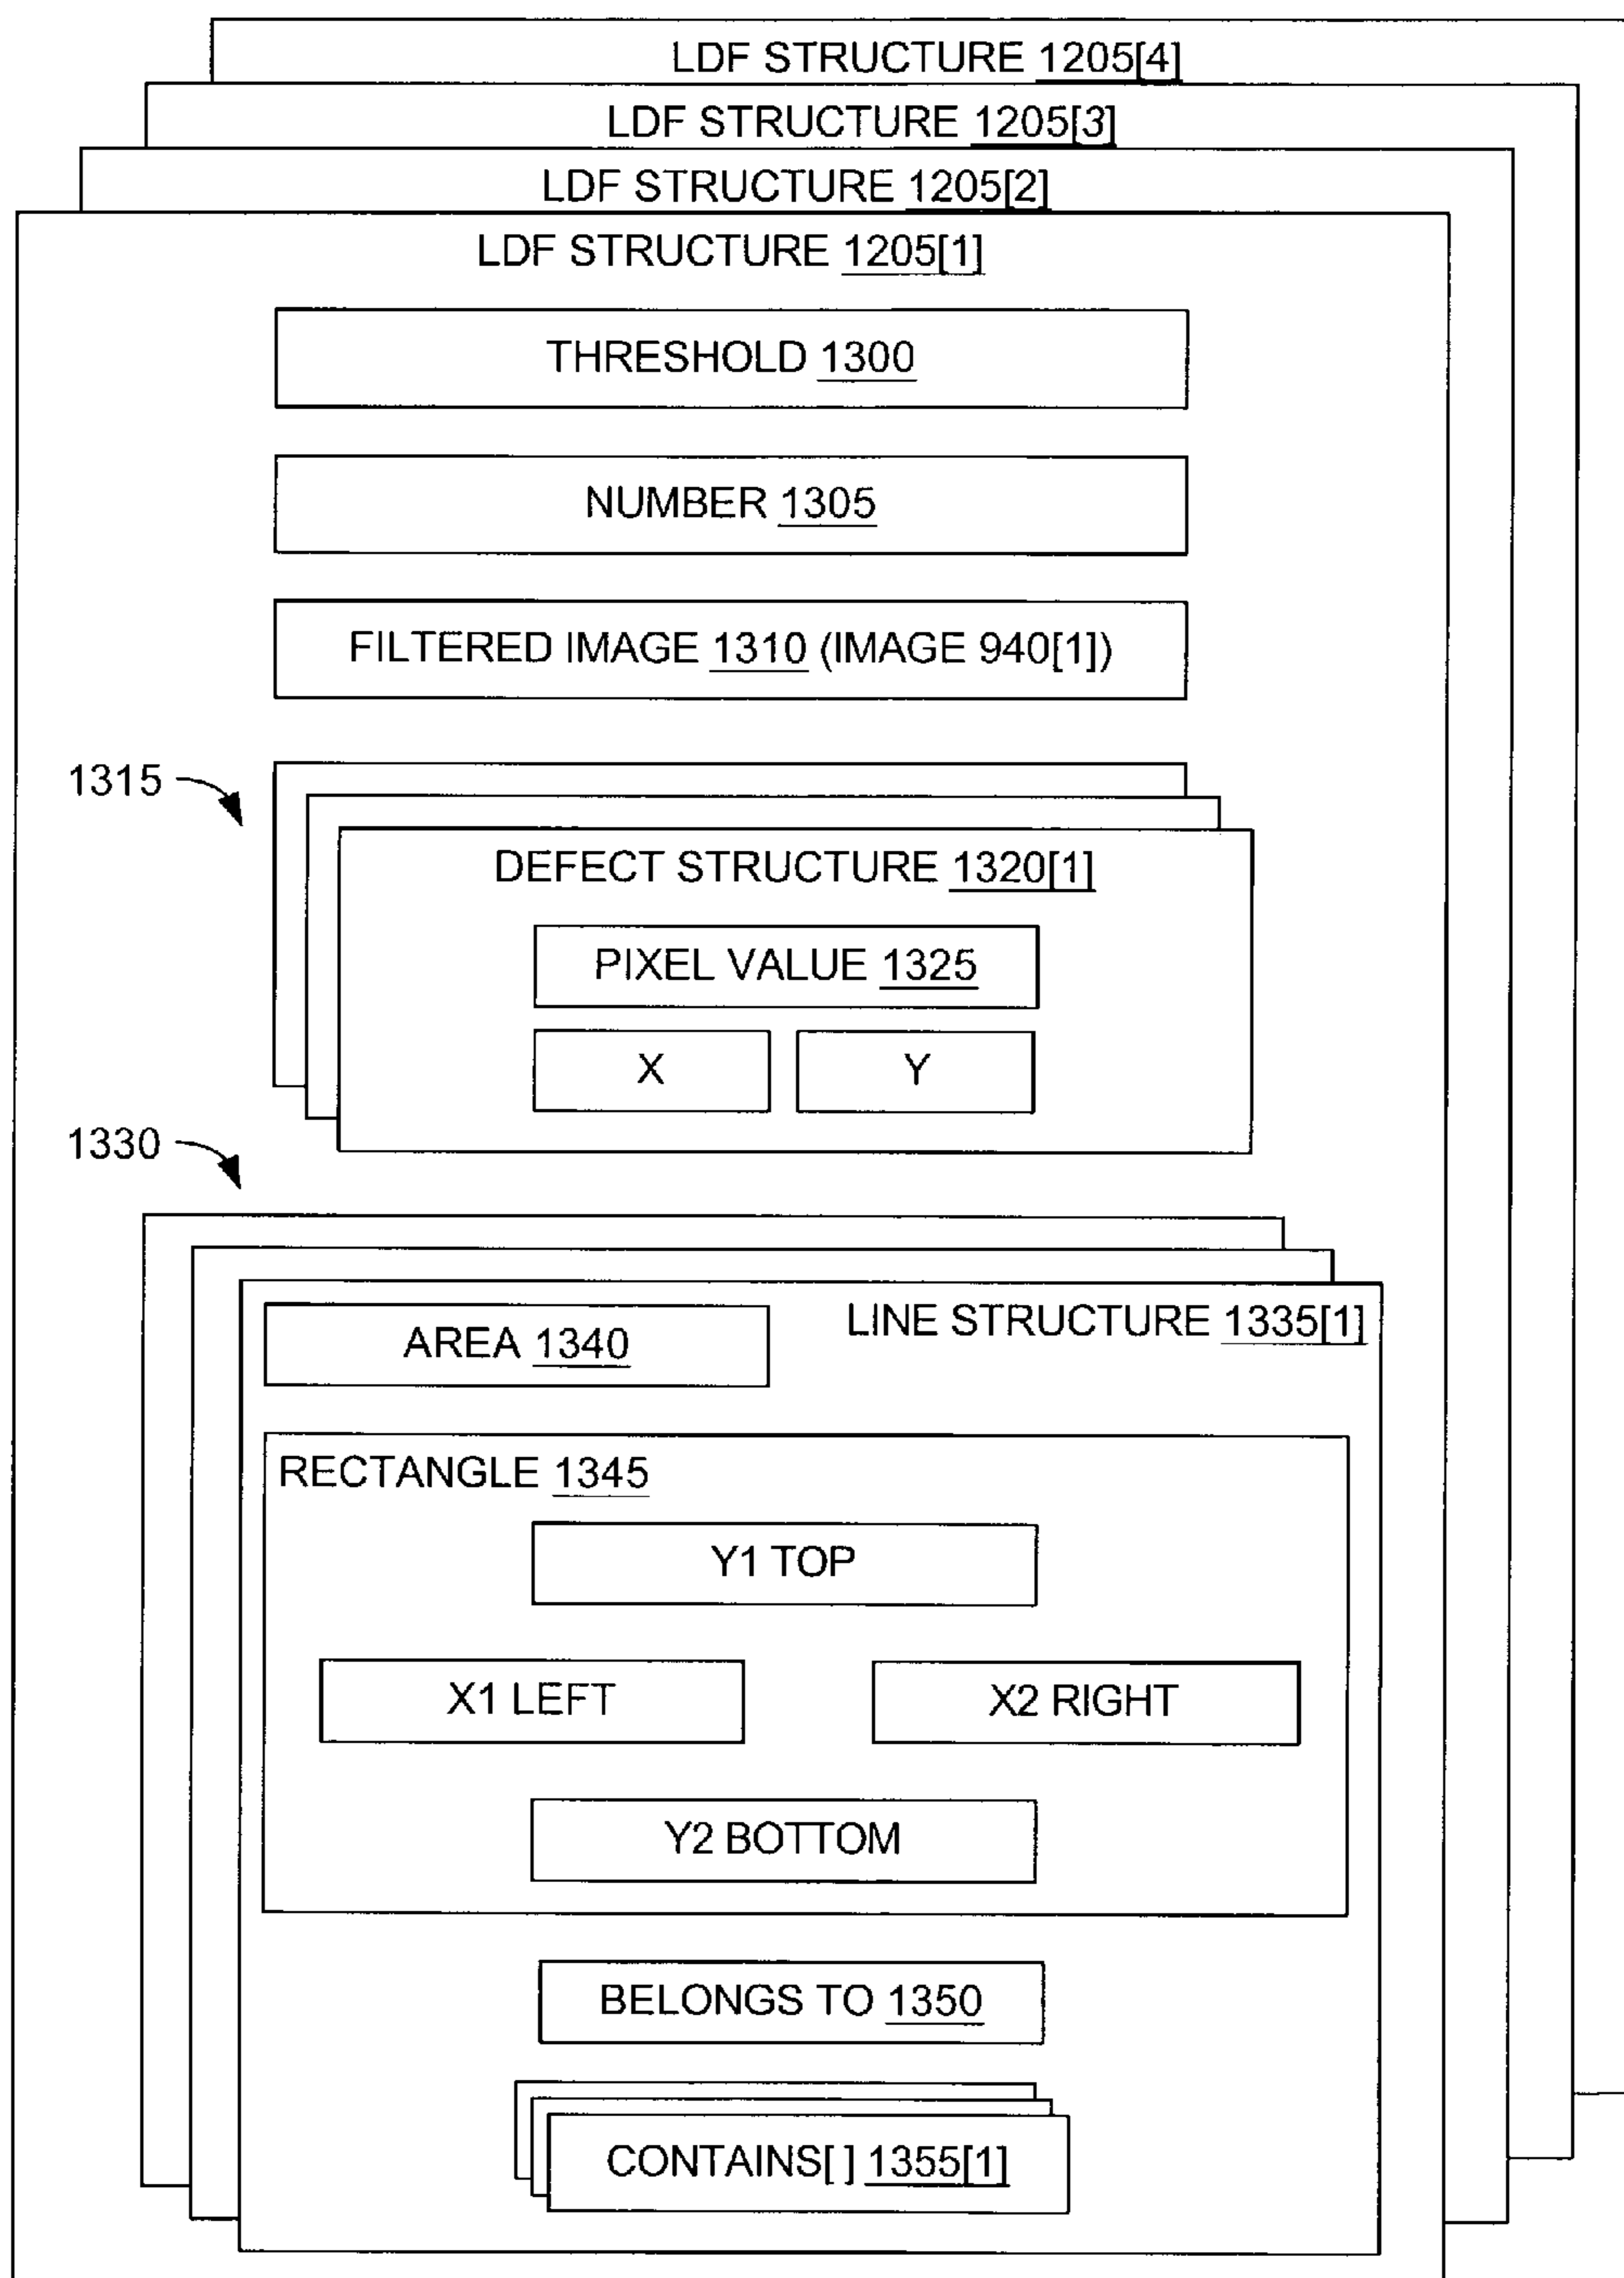 LDF STRUCTURE 1205[4]
LDF STRUCTURE 1205[3]
LDF STRUCTURE 1205[2]
LDF STRUCTURE 1205[1]
THRESHOLD 1300
NUMBER 1305
FILTERED IMAGE 1310 (IMAGE 940[1])
1315
DEFECT STRUCTURE 1320[1]
PIXEL VALUE 1325
X
Y
1330
LINE STRUCTURE 1335[1]
AREA 1340
RECTANGLE 1345
Y1 TOP
X1 LEFT
X2 RIGHT
Y2 BOTTOM
BELONGS TO 1350
CONTAINS[ ] 1355[1]